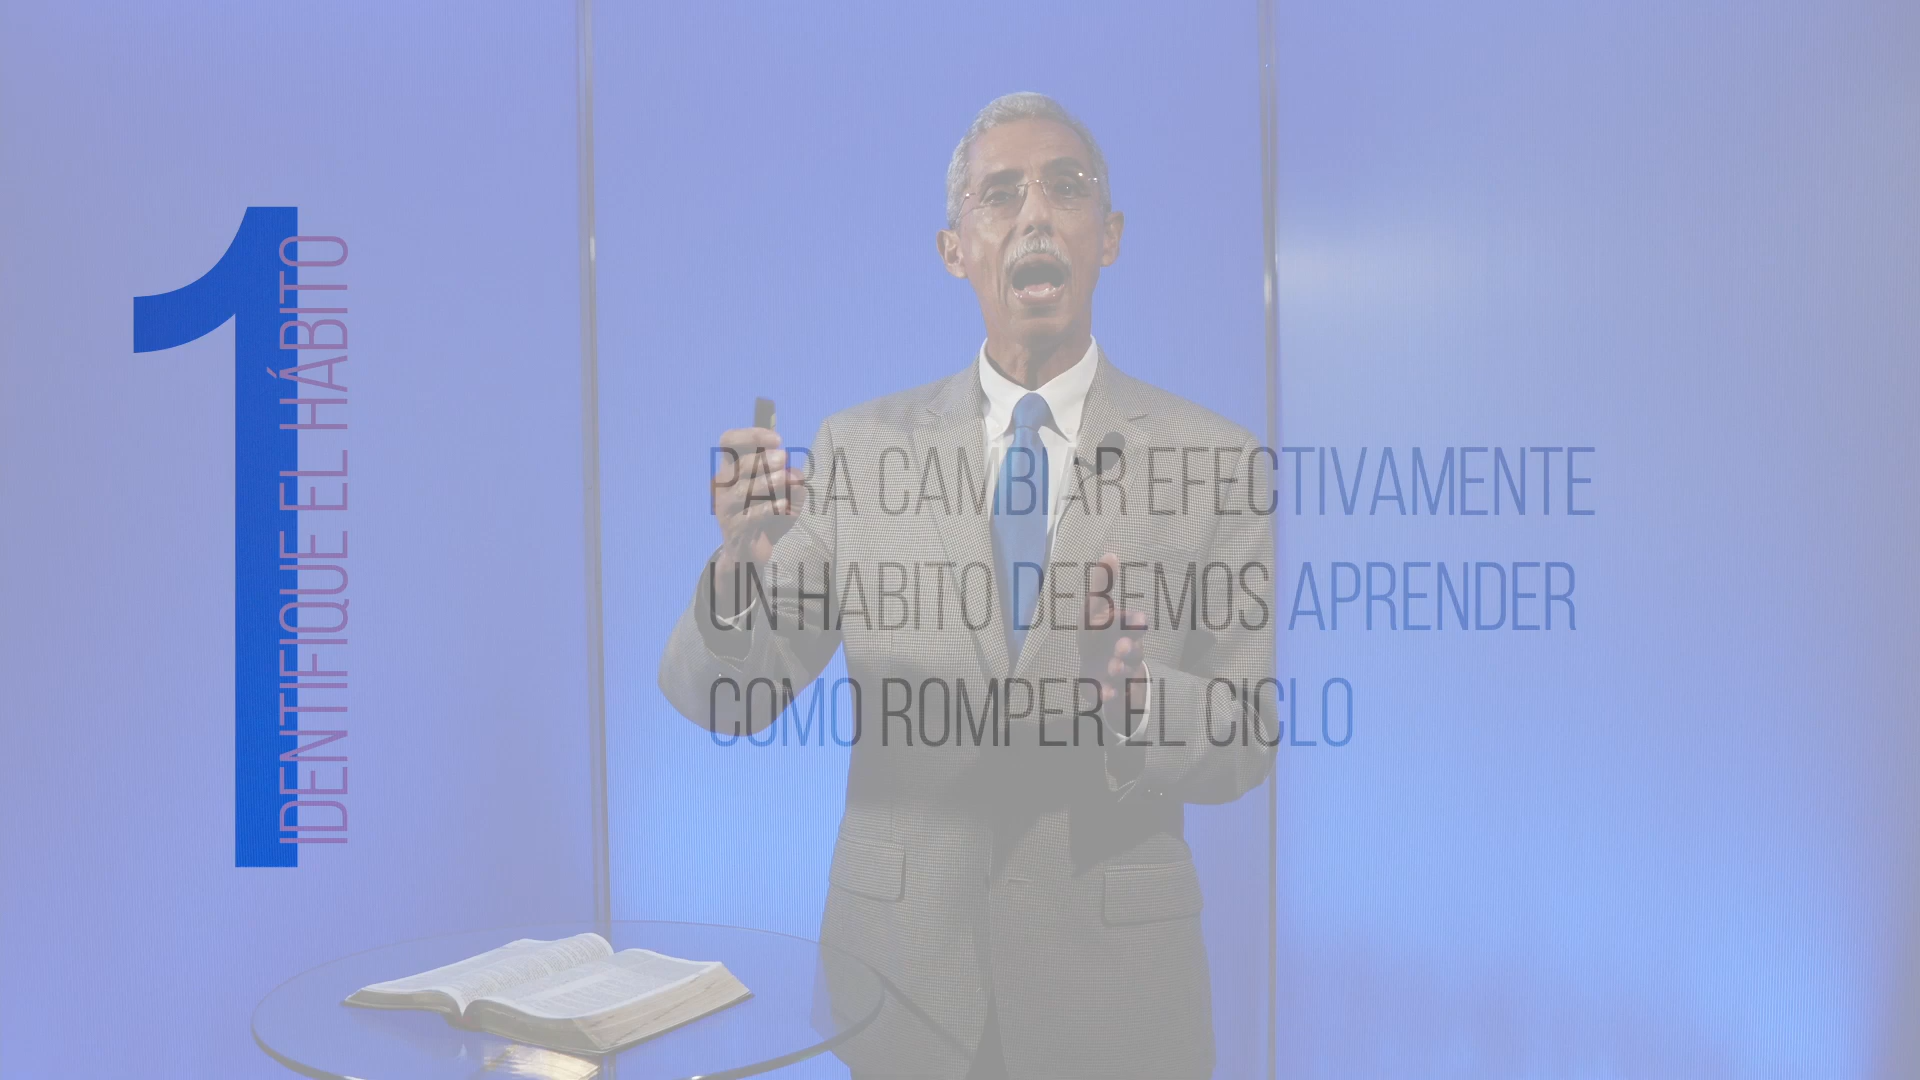 1
IDENTIFIQUE EL HÁBITO
PARA CAMBIAR EFECTIVAMENTE
UN HABITO DEBEMOS APRENDER
COMO ROMPER EL CICLO